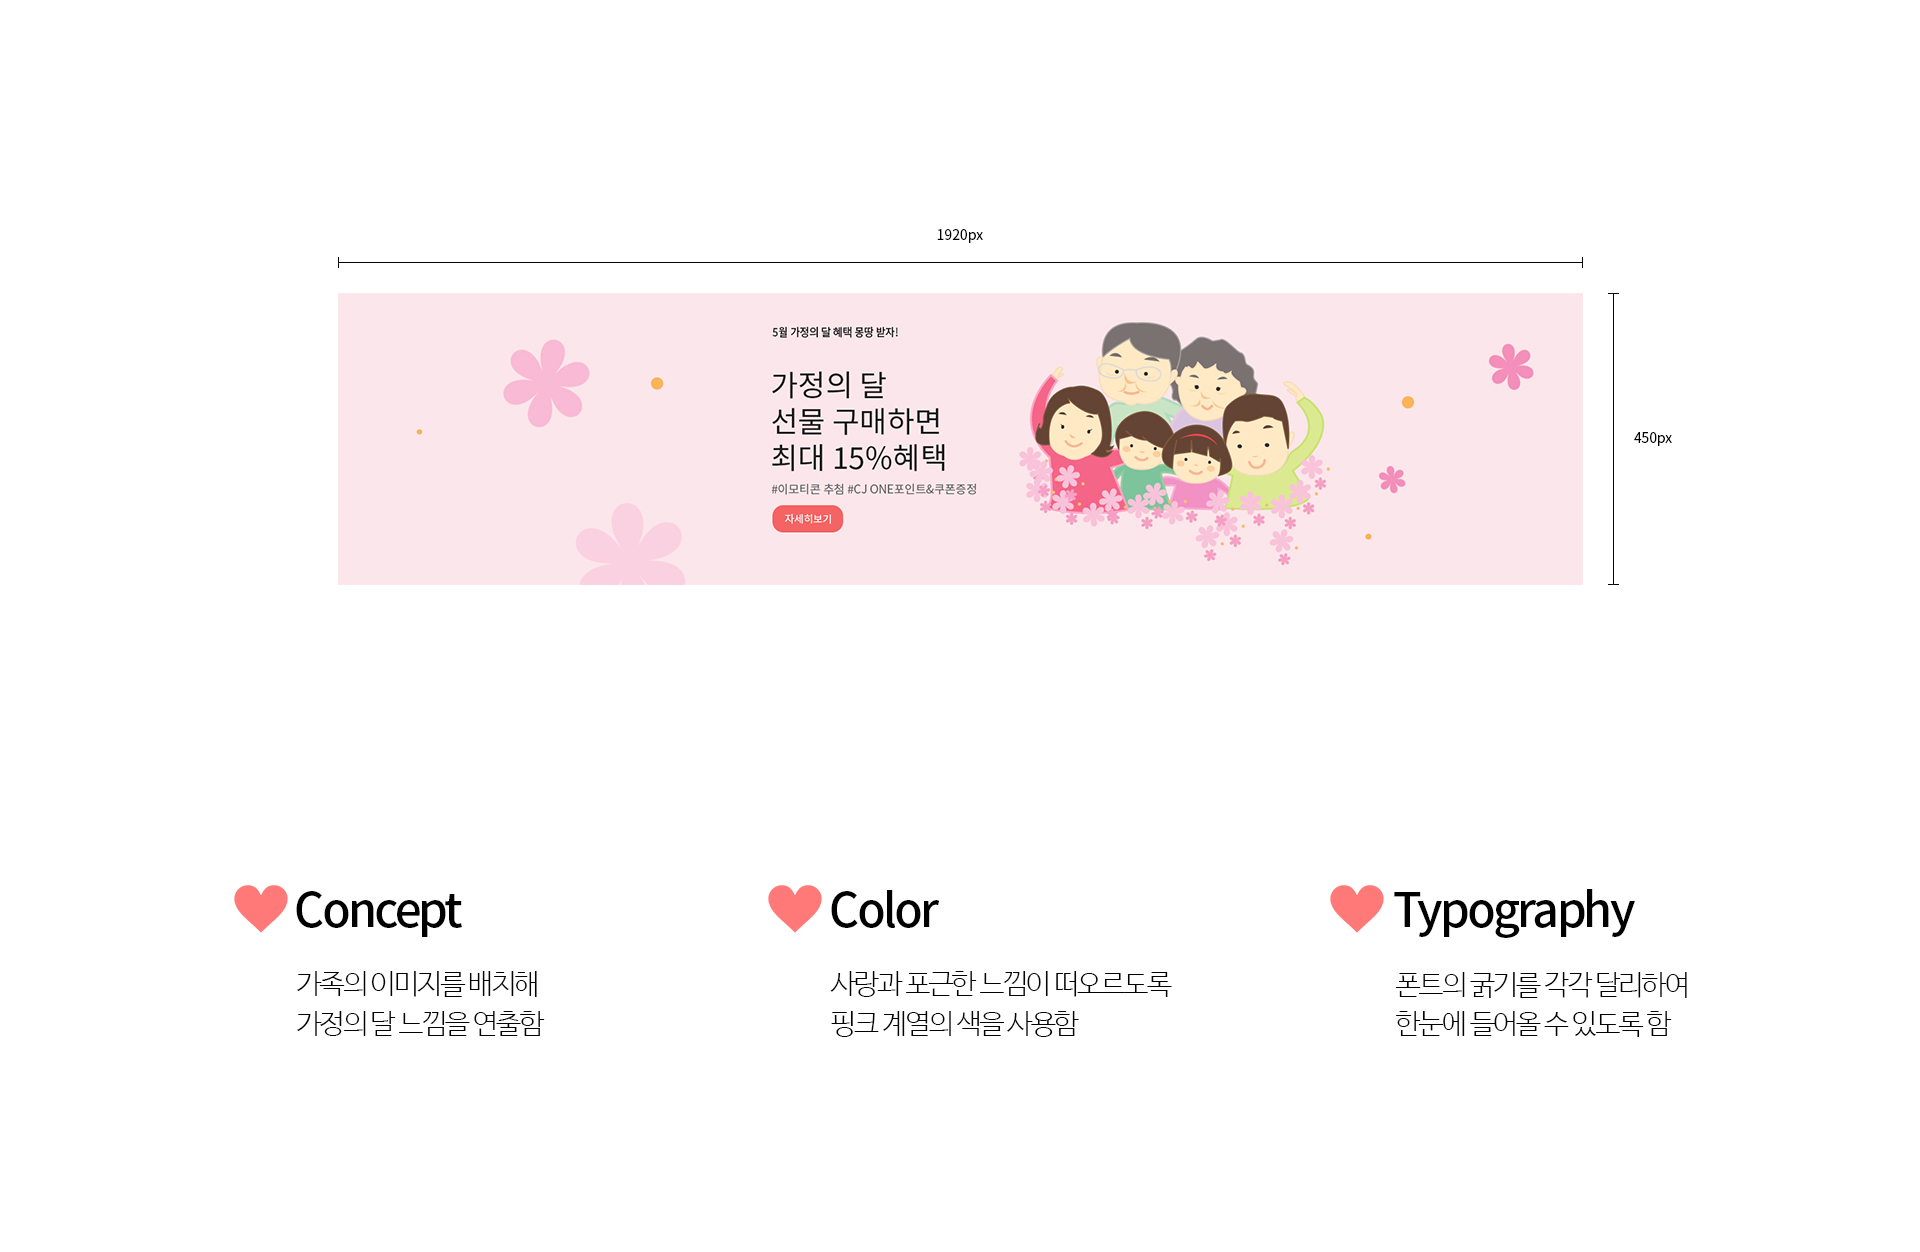 1920px
5월 가정의 달 혜택 몽땅 받자!
가정의 달
선물 구매하면
최대 15%혜택
#이모티콘 추첨 #CJ ONE포인트&쿠폰증정
자세히보기
450px
Concept
가족의 이미지를 배치해
가정의 달 느낌을 연출함
Color
사랑과 포근한 느낌이 떠오르도록
핑크 계열의 색을 사용함
Typography
폰트의 굵기를 각각 달리하여
한눈에 들어올 수 있도록 함